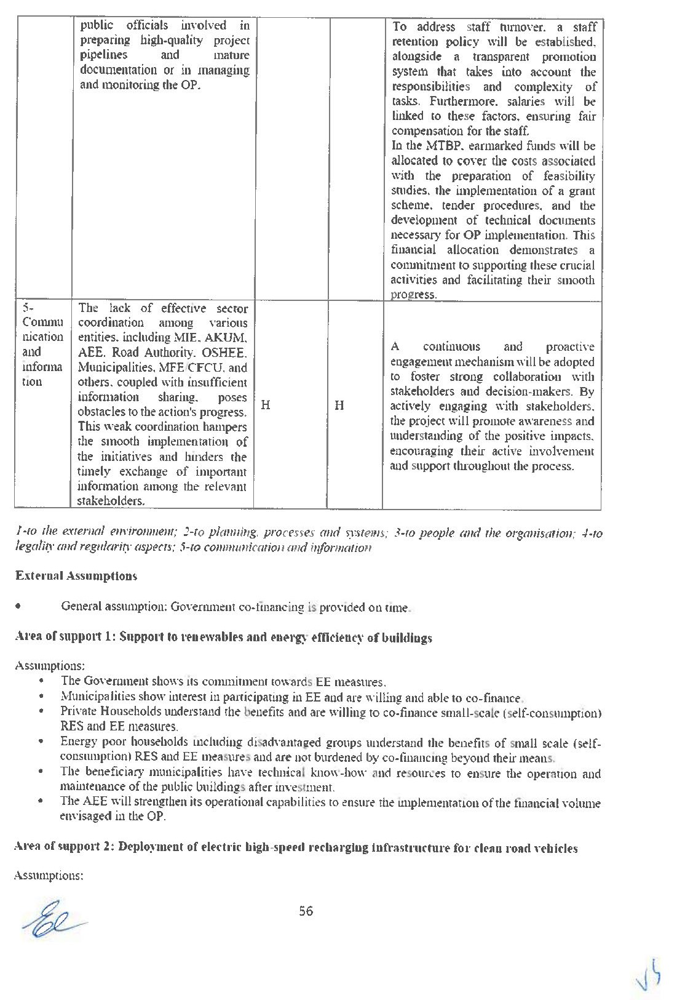 public officials involved in
preparing high-quality project
pipelines and mature
documentation or in managing
and monitoring the OP.
To address staff turnover, a staff
retention policy will be established,
alongside a transparent promotion
system that takes into account the
responsibilities and complexity of
tasks. Furthermore, salaries will be
linked to these factors, ensuring fair
compensation for the staff.
In the MTBP, earmarked funds will be
allocated to cover the costs associated
with the preparation of feasibility
studies, the implementation of a grant
scheme, tender procedures, and the
development of technical documents
necessary for OP implementation. This
financial allocation demonstrates a
commitment to supporting these crucial
activities and facilitating their smooth
progress.
5-
Commu
nication
and
informa
tion
The lack of effective sector
coordination among various
entities, including MIE, AKUM,
AEE, Road Authority, OSHEE,
Municipalities, MFE/CFCU, and
others, coupled with insufficient
information sharing, poses
obstacles to the action's progress.
This weak coordination hampers
the smooth implementation of
the initiatives and hinders the
timely exchange of important
information among the relevant
stakeholders.
H
H
A continuous and proactive
engagement mechanism will be adopted
to foster strong collaboration with
stakeholders and decision-makers. By
actively engaging with stakeholders,
the project will promote awareness and
understanding of the positive impacts,
encouraging their active involvement
and support throughout the process.
1-to the external environment; 2-to planning, processes and systems; 3-to people and the organisation; 4-to
legality and regularity aspects; 5-to communication and information
External Assumptions
• General assumption: Government co-financing is provided on time.
Area of support 1: Support to renewables and energy efficiency of buildings
Assumptions:
• The Government shows its commitment towards EE measures.
• Municipalities show interest in participating in EE and are willing and able to co-finance.
• Private Households understand the benefits and are willing to co-finance small-scale (self-consumption)
RES and EE measures.
• Energy poor households including disadvantaged groups understand the benefits of small scale (self-
consumption) RES and EE measures and are not burdened by co-financing beyond their means.
• The beneficiary municipalities have technical know-how and resources to ensure the operation and
maintenance of the public buildings after investment.
• The AEE will strengthen its operational capabilities to ensure the implementation of the financial volume
envisaged in the OP.
Area of support 2: Deployment of electric high-speed recharging infrastructure for clean road vehicles
Assumptions:
56